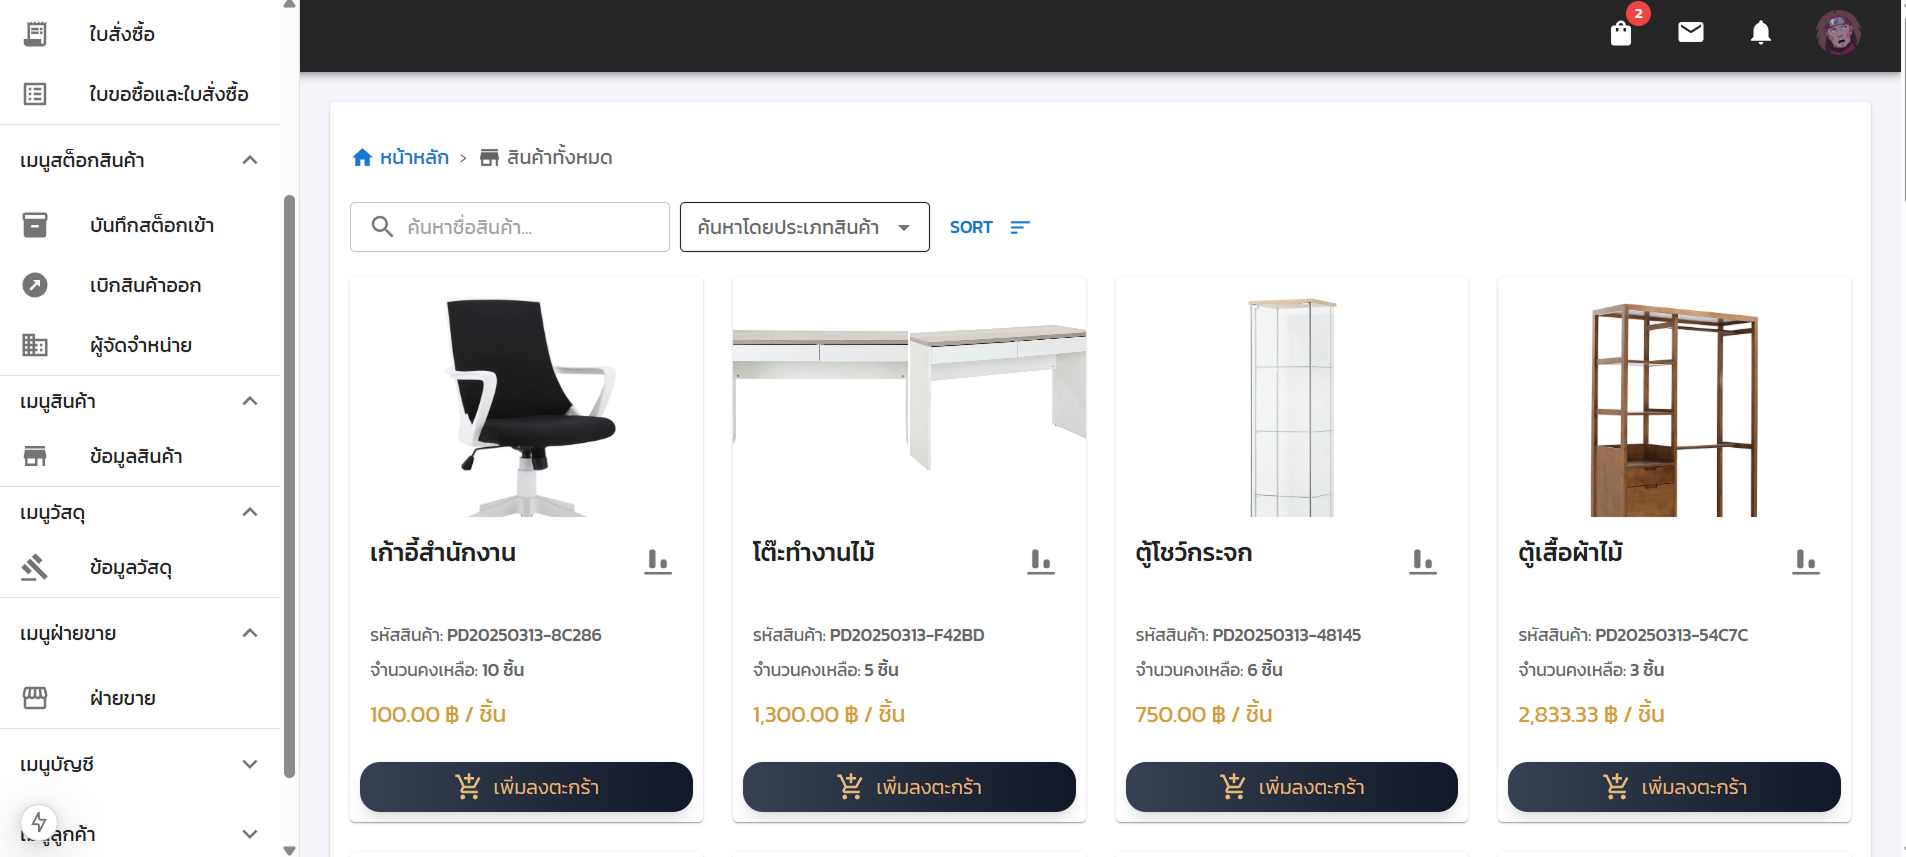 ใบสั่งซื้อ
ใบขอซื้อและใบสั่งซื้อ
เมนูสต็อกสินค้า
บันทึกสต็อกเข้า
เบิกสินค้าออก
ผู้จัดจำหน่าย
เมนูสินค้า
ข้อมูลสินค้า
เมนูวัสดุ
ข้อมูลวัสดุ
เมนูฝ่ายขาย
ฝ่ายขาย
เมนูบัญชี
ลูกค้า
2
หน้าหลัก > สินค้าทั้งหมด
ค้นหาชื่อสินค้า...
ค้นหาโดยประเภทสินค้า
SORT
เก้าอี้สำนักงาน
รหัสสินค้า: PD20250313-8C286
จำนวนคงเหลือ: 10 ชิ้น
100.00 ฿ / ชิ้น
เพิ่มลงตะกร้า
โต๊ะทำงานไม้
รหัสสินค้า: PD20250313-F42BD
จำนวนคงเหลือ: 5 ชิ้น
1,300.00 ฿ / ชิ้น
เพิ่มลงตะกร้า
ตู้โชว์กระจก
รหัสสินค้า: PD20250313-48145
จำนวนคงเหลือ: 6 ชิ้น
750.00 ฿ / ชิ้น
เพิ่มลงตะกร้า
ตู้เสื้อผ้าไม้
รหัสสินค้า: PD20250313-54C7C
จำนวนคงเหลือ: 3 ชิ้น
2,833.33 ฿ / ชิ้น
เพิ่มลงตะกร้า